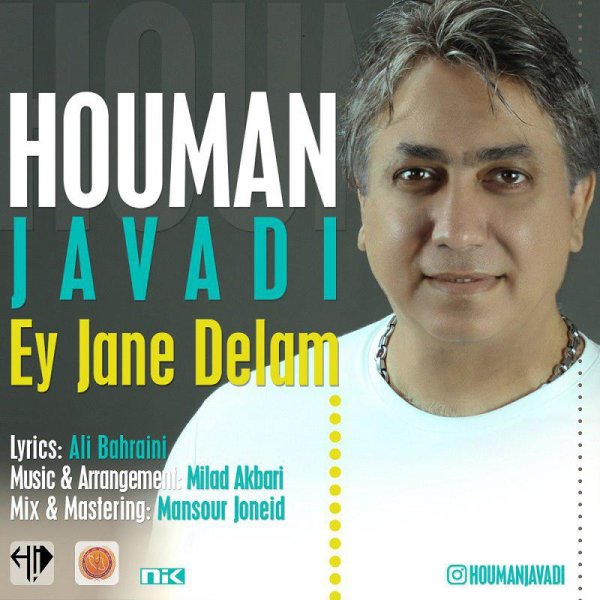 HOUMAN
JAVADI
Ey Jane Delam
Lyrics: Ali Bahraini
Music & Arrangement: Milad Akbari
Mix & Mastering: Mansour Joneid
NIK
HOUMANJAVADI